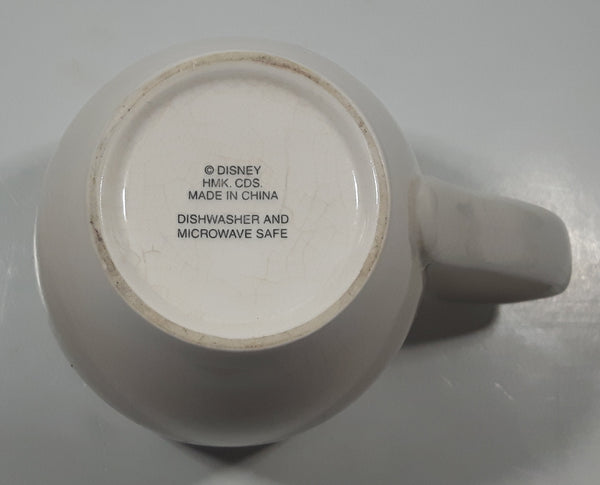 © DISNEY
HMK. CDS.
MADE IN CHINA
DISHWASHER AND
MICROWAVE SAFE